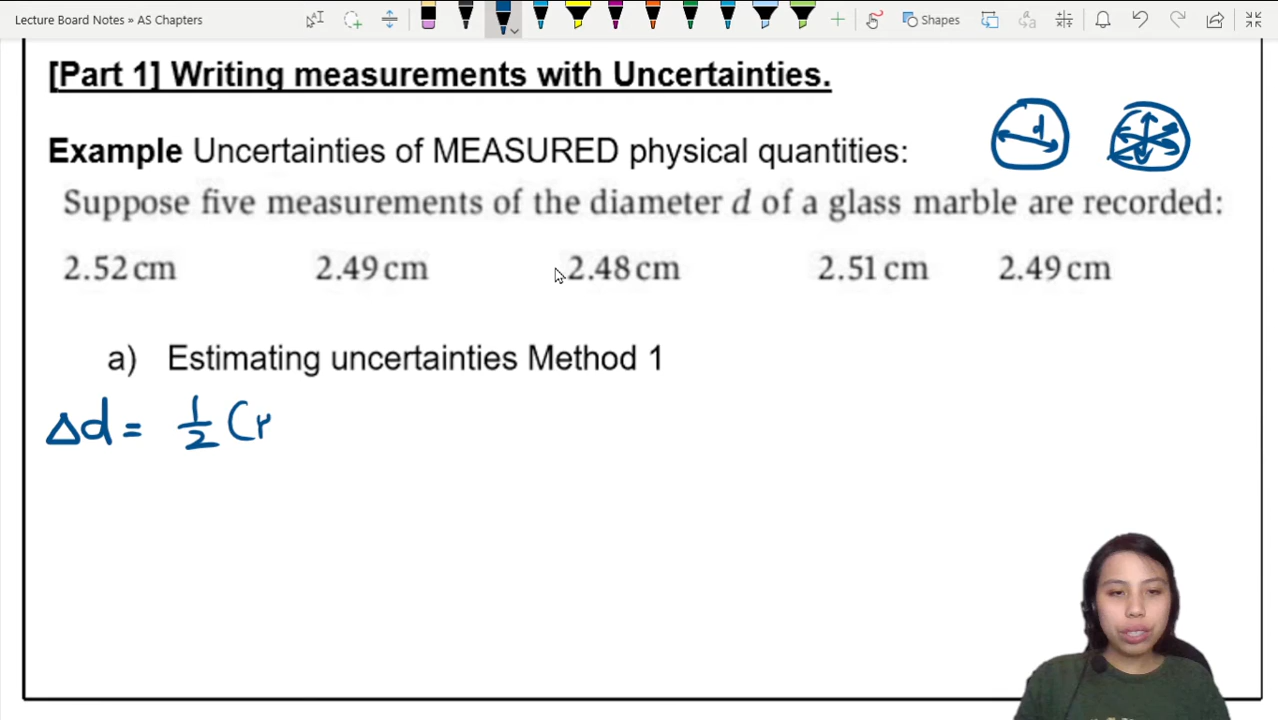 Lecture Board Notes » AS Chapters
Shapes
[Part 1] Writing measurements with Uncertainties.
Example Uncertainties of MEASURED physical quantities:
d
Suppose five measurements of the diameter d of a glass marble are recorded:
2.52 cm 2.49 cm 2.48 cm 2.51 cm 2.49 cm
a) Estimating uncertainties Method 1
Δd = 1/2 (